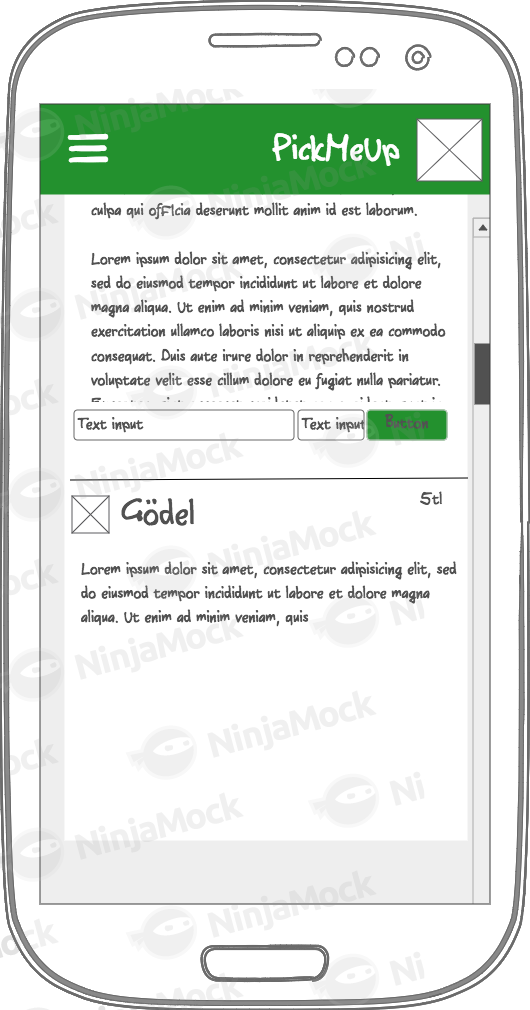 PickMeUp
culpa qui officia deserunt mollit anim id est laborum.
Lorem ipsum dolor sit amet, consectetur adipisicing elit,
sed do eiusmod tempor incididunt ut labore et dolore
magna aliqua. Ut enim ad minim veniam, quis nostrud
exercitation ullamco laboris nisi ut aliquip ex ea commodo
consequat. Duis aute irure dolor in reprehenderit in
voluptate velit esse cillum dolore eu fugiat nulla pariatur.
Text input Text input Button
Gödel 5tl
Lorem ipsum dolor sit amet, consectetur adipisicing elit, sed
do eiusmod tempor incididunt ut labore et dolore magna
aliqua. Ut enim ad minim veniam, quis
NinjaMock
NinjaMock
NinjaMock
NinjaMock
NinjaMock
NinjaMock
NinjaMock
NinjaMock
NinjaMock
NinjaMock